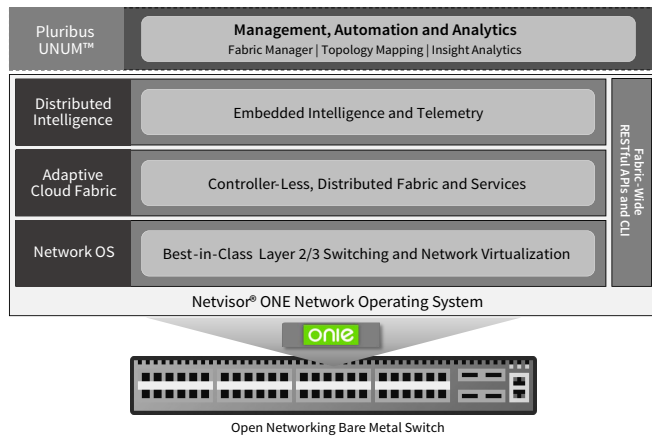 Pluribus
UNUM™
Management, Automation and Analytics
Fabric Manager | Topology Mapping | Insight Analytics
Distributed
Intelligence
Embedded Intelligence and Telemetry
Adaptive
Cloud Fabric
Controller-Less, Distributed Fabric and Services
Network OS
Best-in-Class Layer 2/3 Switching and Network Virtualization
Fabric-Wide
RESTful APIs and CLI
Netvisor® ONE Network Operating System
onie
Open Networking Bare Metal Switch